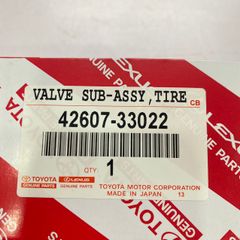 VALVE SUB-ASSY,TIRE
CB
42607-33022
QTY
1
TOYOTA LEXUS
GENUINE PARTS GENUINE PARTS
TOYOTA MOTOR CORPORATION
MADE IN JAPAN 13
LEXUS